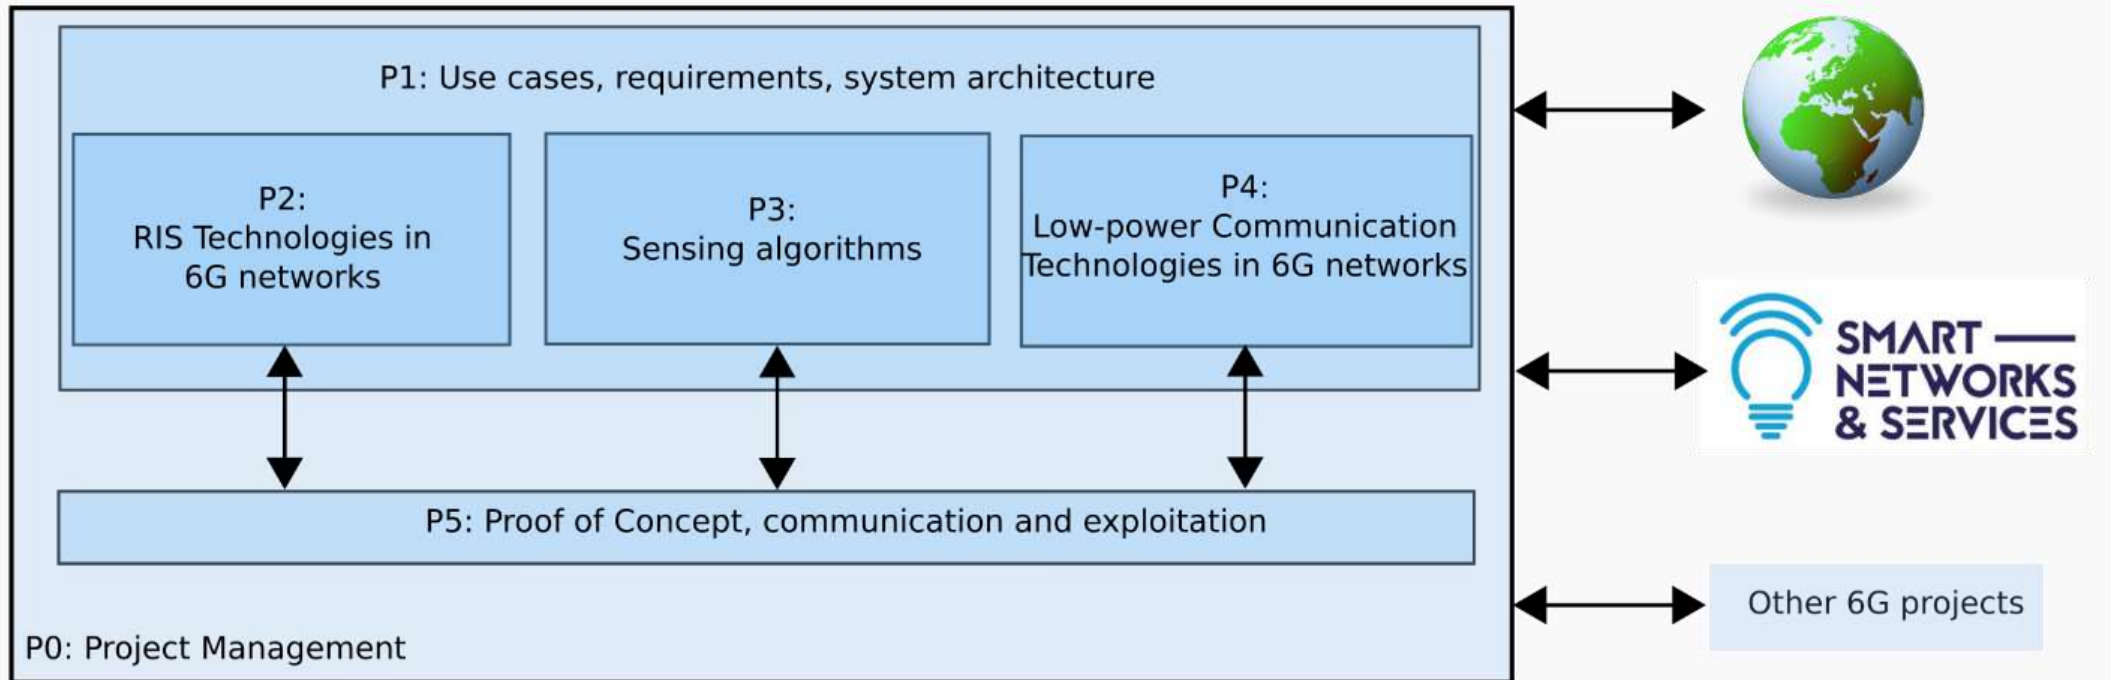 P1: Use cases, requirements, system architecture
P2:
RIS Technologies in
6G networks
P3:
Sensing algorithms
P4:
Low-power Communication
Technologies in 6G networks
P5: Proof of Concept, communication and exploitation
P0: Project Management
SMART
NETWORKS
& SERVICES
Other 6G projects